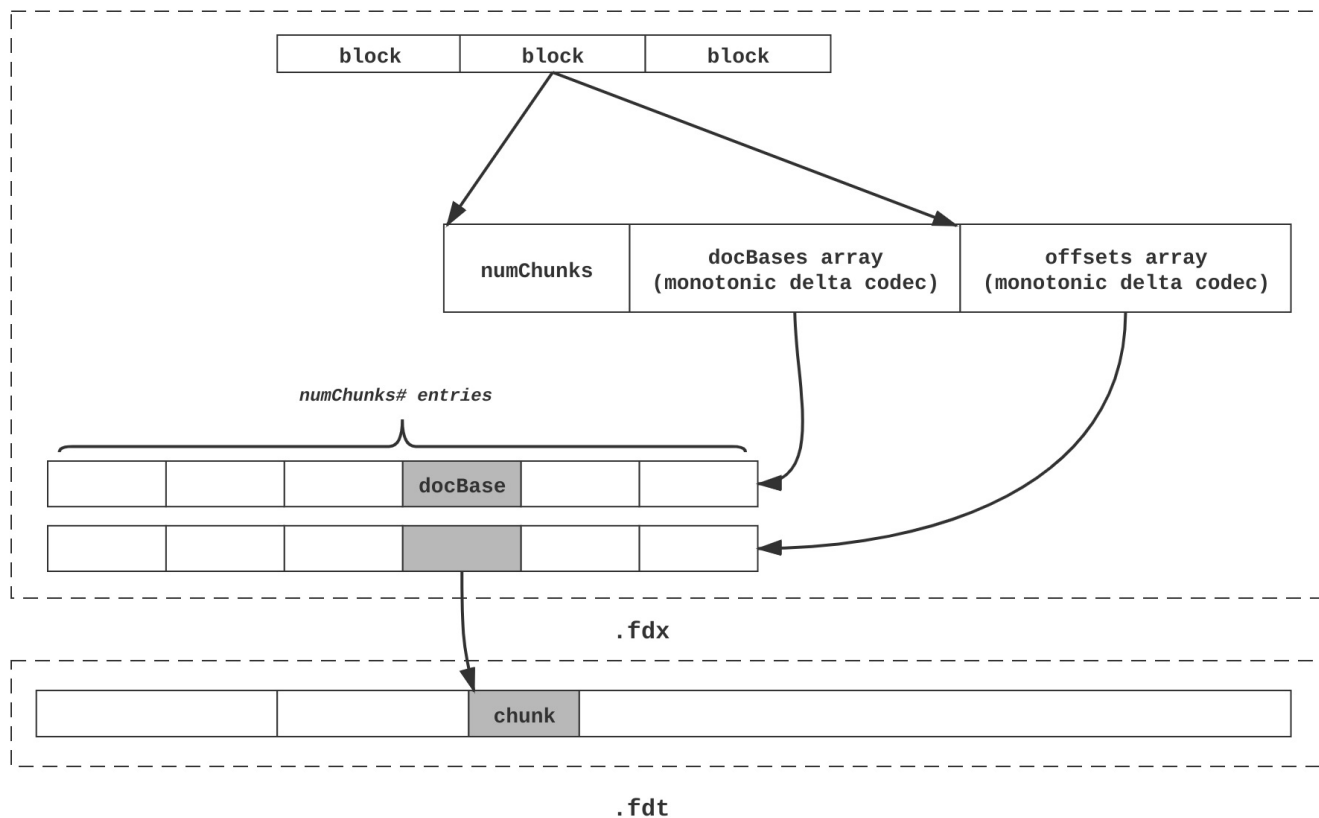 block block block
numChunks
docBases array
(monotonic delta codec)
offsets array
(monotonic delta codec)
numChunks# entries
docBase
.fdx
chunk
.fdt